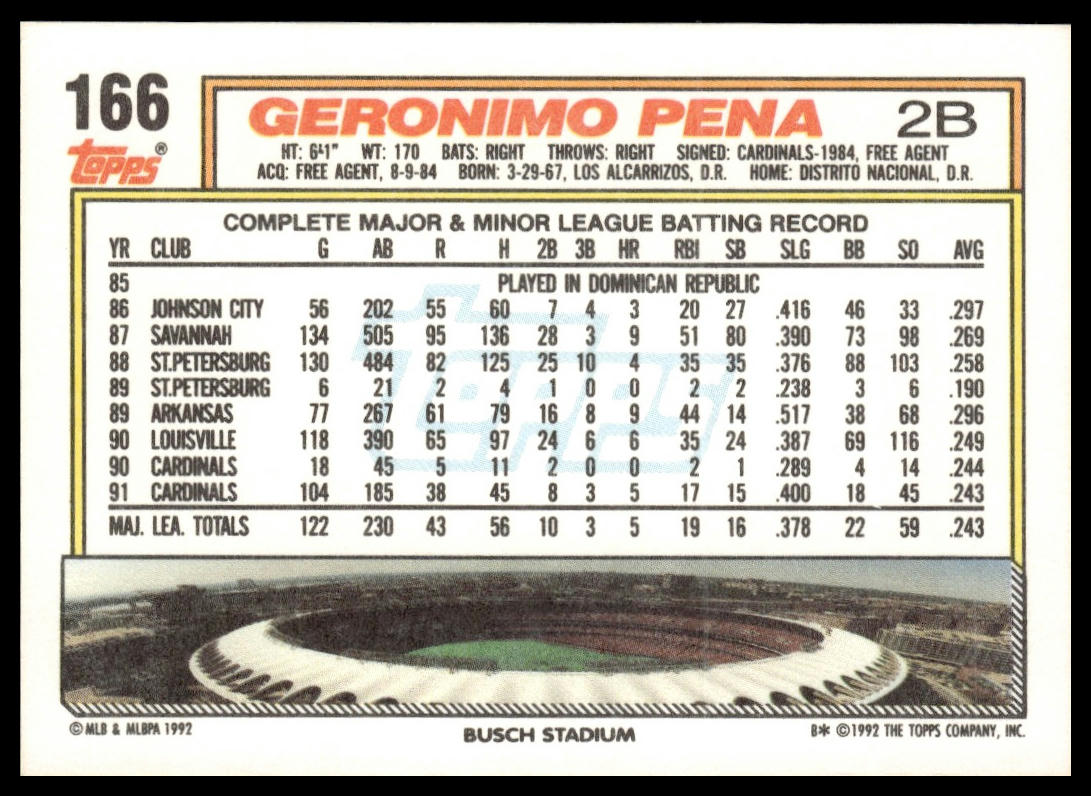 166
topps®
GERONIMO PENA 2B
HT: 6'1" WT: 170 BATS: RIGHT THROWS: RIGHT SIGNED: CARDINALS-1984, FREE AGENT
ACQ: FREE AGENT, 8-9-84 BORN: 3-29-67, LOS ALCARRIZOS, D.R. HOME: DISTRITO NACIONAL, D.R.
COMPLETE MAJOR & MINOR LEAGUE BATTING RECORD
YR CLUB G AB R H 2B 3B HR RBI SB SLG BB SO AVG
85 PLAYED IN DOMINICAN REPUBLIC
86 JOHNSON CITY 56 202 55 60 7 4 3 20 27 .416 46 33 .297
87 SAVANNAH 134 505 95 136 28 3 9 51 80 .390 73 98 .269
88 ST.PETERSBURG 130 484 82 125 25 10 4 35 35 .376 88 103 .258
89 ST.PETERSBURG 6 21 2 4 1 0 0 2 2 .238 3 6 .190
89 ARKANSAS 77 267 61 79 16 8 9 44 14 .517 38 68 .296
90 LOUISVILLE 118 390 65 97 24 6 6 35 24 .387 69 116 .249
90 CARDINALS 18 45 5 11 2 0 0 2 1 .289 4 14 .244
91 CARDINALS 104 185 38 45 8 3 5 17 15 .400 18 45 .243
MAJ. LEA. TOTALS 122 230 43 56 10 3 5 19 16 .378 22 59 .243
topps
© MLB & MLBPA 1992
BUSCH STADIUM
B* ©1992 THE TOPPS COMPANY, INC.